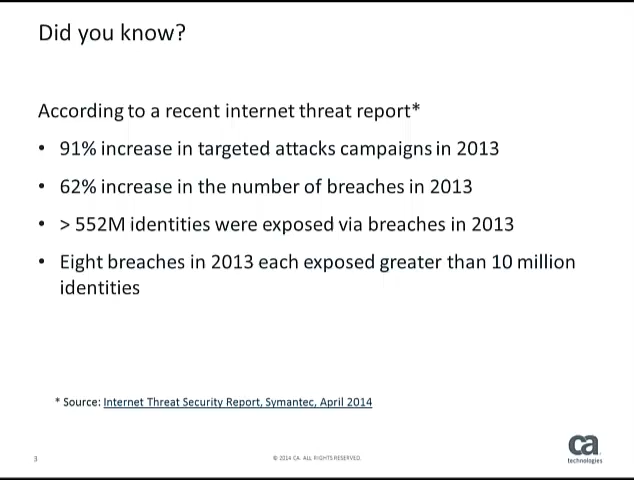 Did you know?
According to a recent internet threat report*
• 91% increase in targeted attacks campaigns in 2013
• 62% increase in the number of breaches in 2013
• > 552M identities were exposed via breaches in 2013
• Eight breaches in 2013 each exposed greater than 10 million
identities
* Source: Internet Threat Security Report, Symantec, April 2014
3
© 2014 CA. ALL RIGHTS RESERVED.
ca
technologies